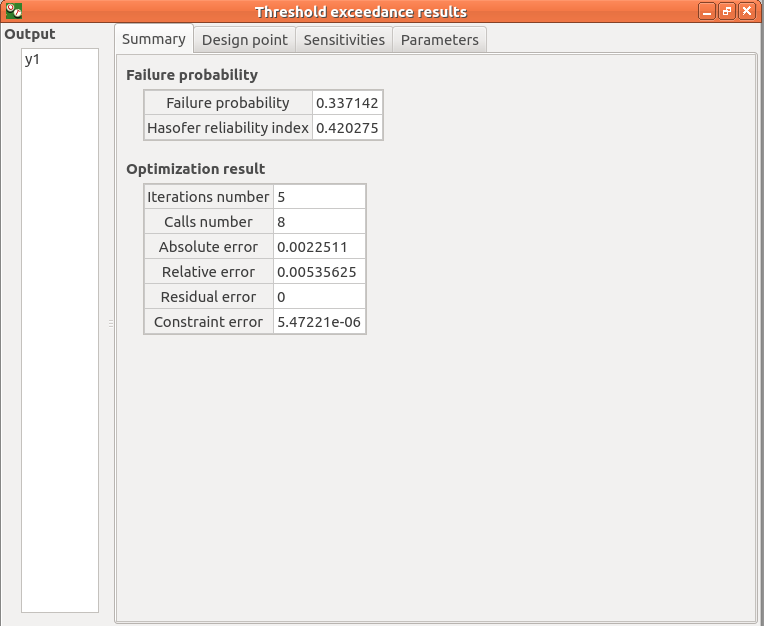 Threshold exceedance results
Output
y1
Summary Design point Sensitivities Parameters
Failure probability
Failure probability 0.337142
Hasofer reliability index 0.420275
Optimization result
Iterations number 5
Calls number 8
Absolute error 0.0022511
Relative error 0.00535625
Residual error 0
Constraint error 5.47221e-06